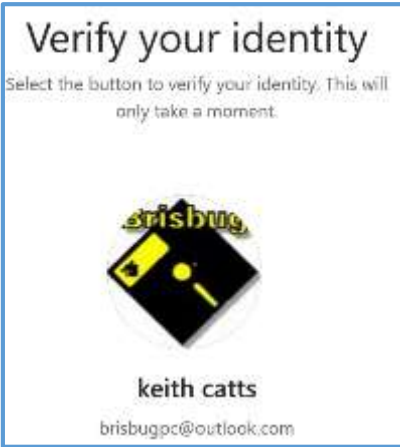 Verify your identity
Select the button to verify your identity. This will
only take a moment.
Brisbug
keith catts
brisbugpc@outlook.com